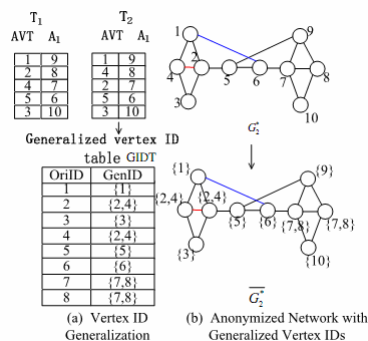 T1 T2
AVT A1 AVT A1
1 9 1 9
2 8 4 8
4 7 2 7
5 6 5 6
3 10 3 10
Generalized vertex ID
table GIDT
OriID GenID
1 {1}
2 {2,4}
3 {3}
4 {2,4}
5 {5}
6 {6}
7 {7,8}
8 {7,8}
(a) Vertex ID
Generalization
1 9
4 2 5 6 7 8
3 10
G2*
{1} {9}
{2,4} {2,4} {5} {6} {7,8} {7,8}
{3} {10}
G2*
(b) Anonymized Network with
Generalized Vertex IDs